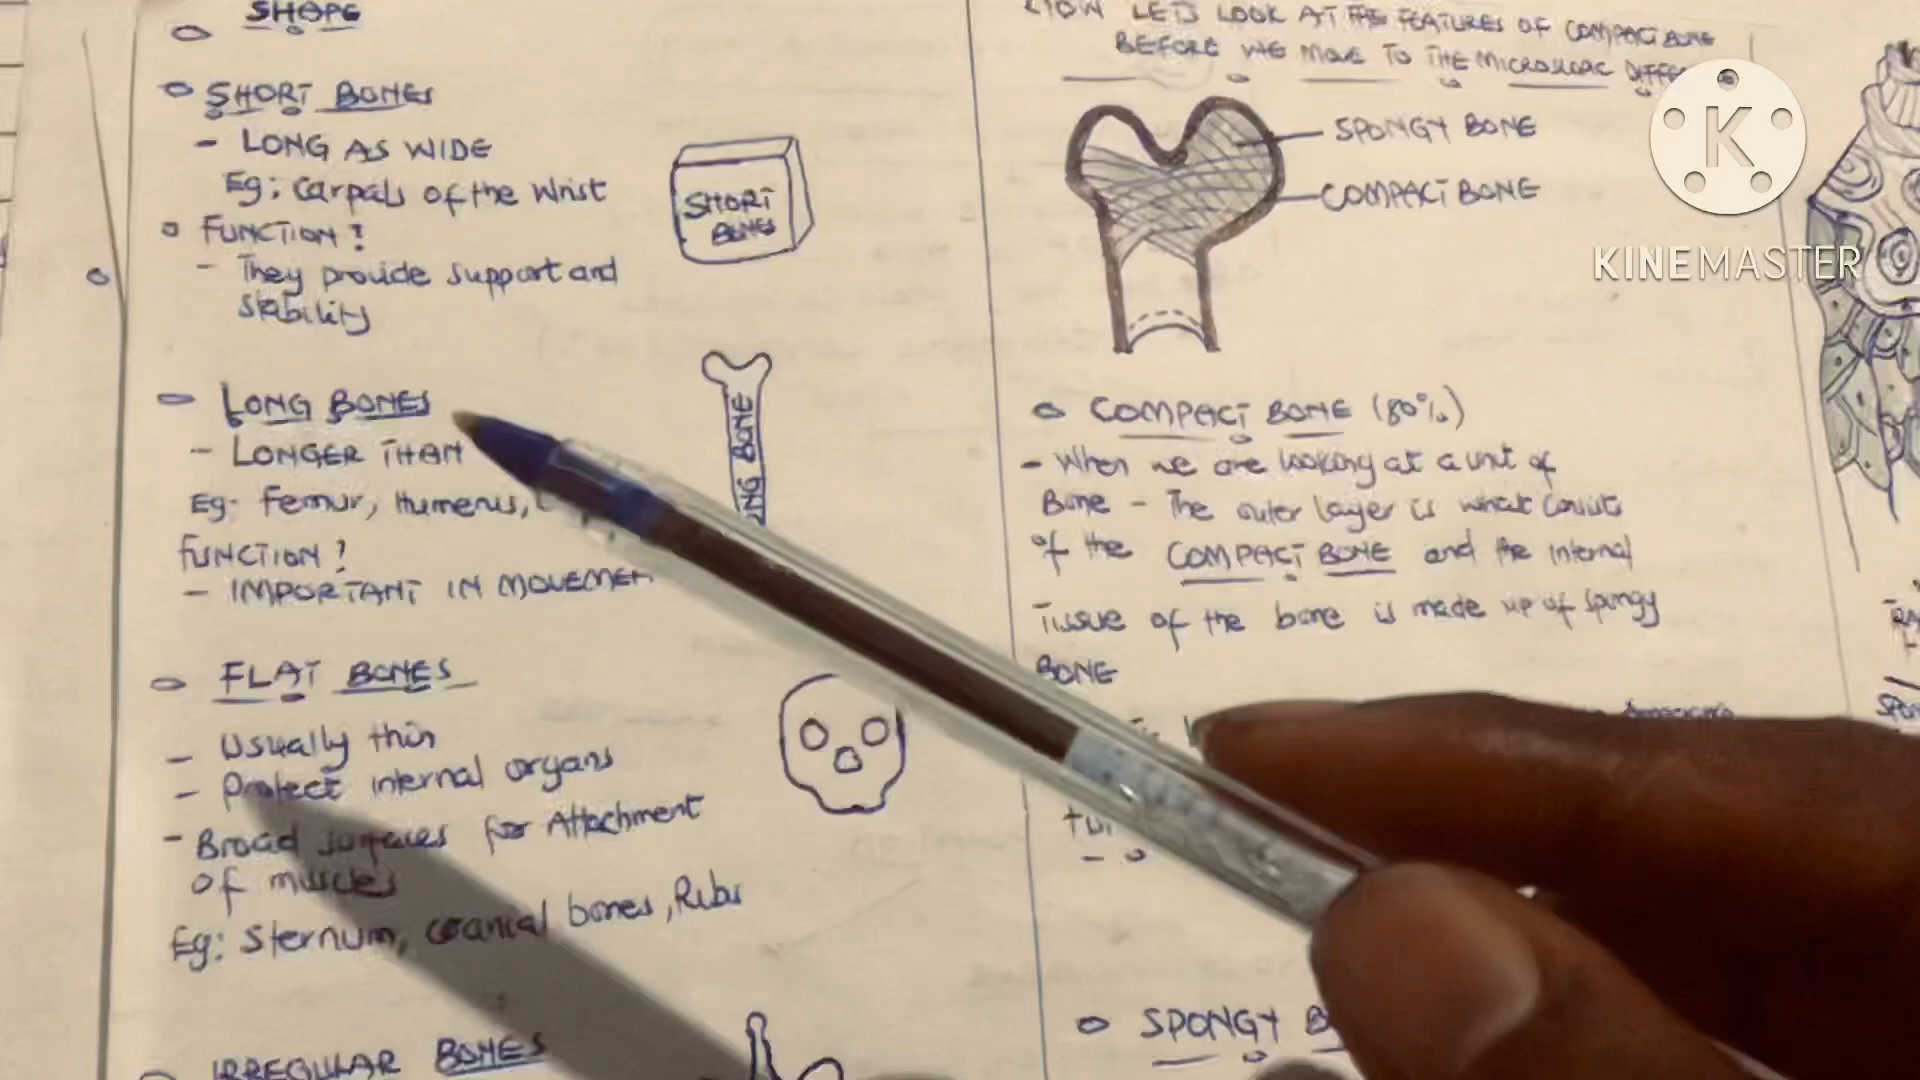 SHAPE
SHORT BONES
- LONG AS WIDE
Eg: Carpals of the Wrist
FUNCTION?
- They provide support and
stability
SHORT
BONES
LONG BONES
- LONGER THAN
Eg- Femur, Humerus,
FUNCTION?
- IMPORTANT IN MOVEMEN
NG BONE
FLAT BONES
- Usually thin
- Protect internal organs
- Broad surfaces for Attachment
of muscles
Eg: Sternum, cranial bones, Ribs
IRREGULAR BONES
NOW LETS LOOK AT THE FEATURES OF COMPACT BONE
BEFORE WE MOVE TO THE MICROSCOPIC DIFFE
SPONGY BONE
COMPACT BONE
COMPACT BONE (80%)
- When we are looking at a unit of
Bone - The outer layer is what consists
of the COMPACT BONE and the internal
Tissue of the bone is made up of spongy
BONE
SPONGY B
K
KINEMASTER